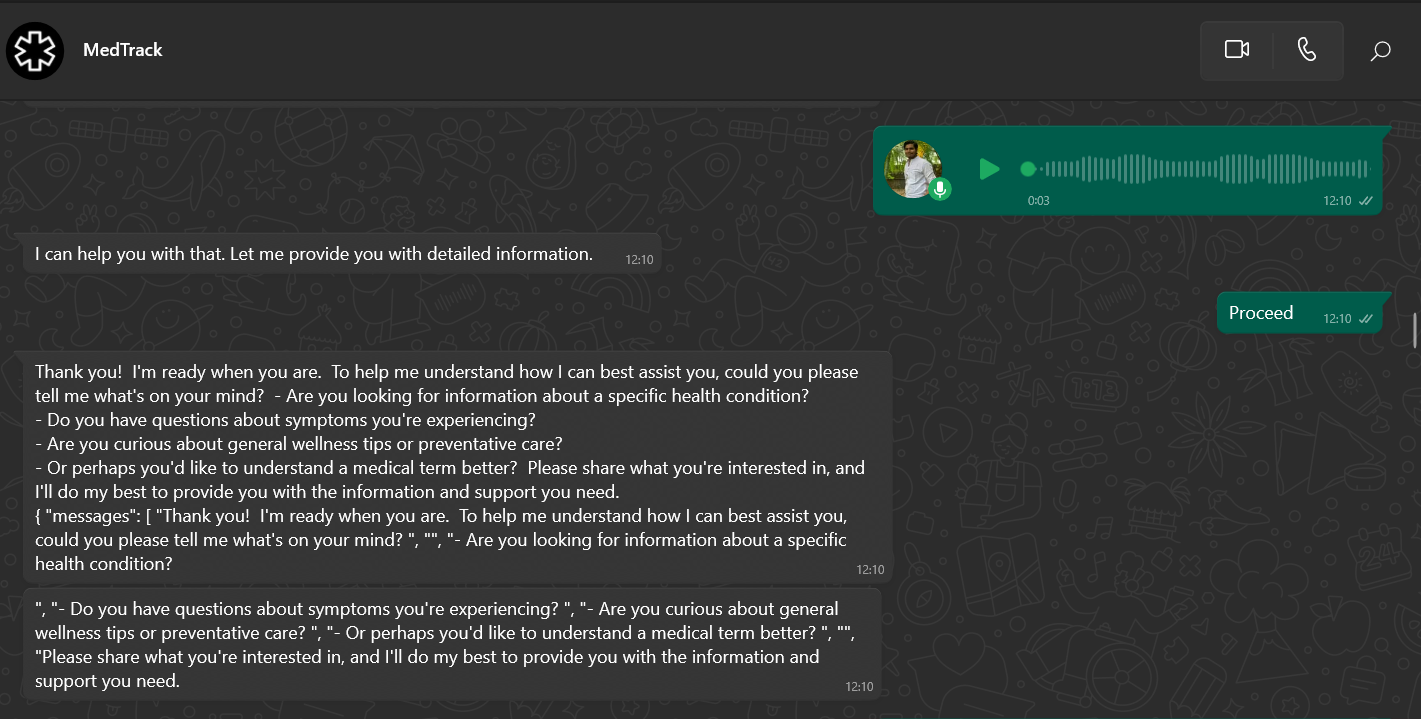 MedTrack
0:03
12:10
I can help you with that. Let me provide you with detailed information.
12:10
Proceed
12:10
Thank you!  I'm ready when you are.  To help me understand how I can best assist you, could you please
tell me what's on your mind?  - Are you looking for information about a specific health condition?
- Do you have questions about symptoms you're experiencing?
- Are you curious about general wellness tips or preventative care?
- Or perhaps you'd like to understand a medical term better?  Please share what you're interested in, and
I'll do my best to provide you with the information and support you need.
{ "messages": [ "Thank you!  I'm ready when you are.  To help me understand how I can best assist you,
could you please tell me what's on your mind? ", "", "- Are you looking for information about a specific
health condition?
12:10
", "- Do you have questions about symptoms you're experiencing? ", "- Are you curious about general
wellness tips or preventative care? ", "- Or perhaps you'd like to understand a medical term better? ", "",
"Please share what you're interested in, and I'll do my best to provide you with the information and
support you need.
12:10
1:13
24